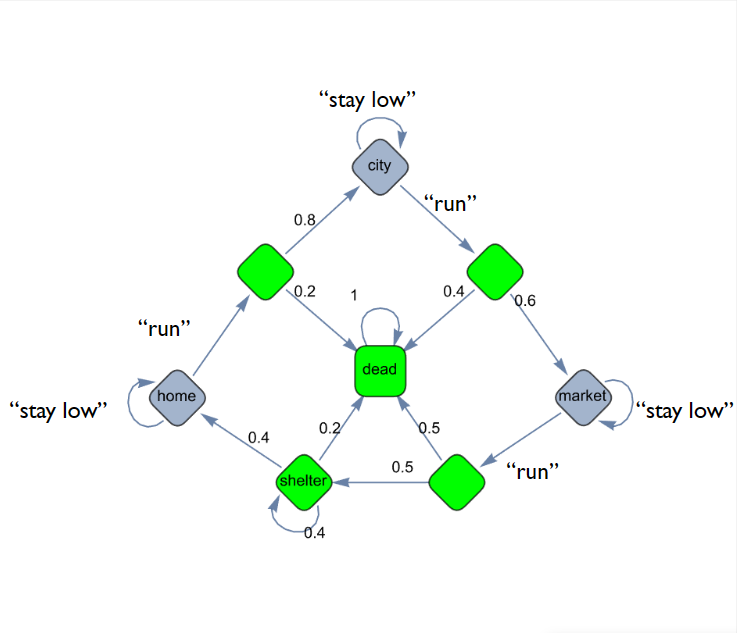 “stay low”
city
“run”
0.8
0.2
1
0.4
0.6
“run”
dead
home
market
“stay low”
“stay low”
0.2
0.5
0.4
0.5
“run”
shelter
0.4